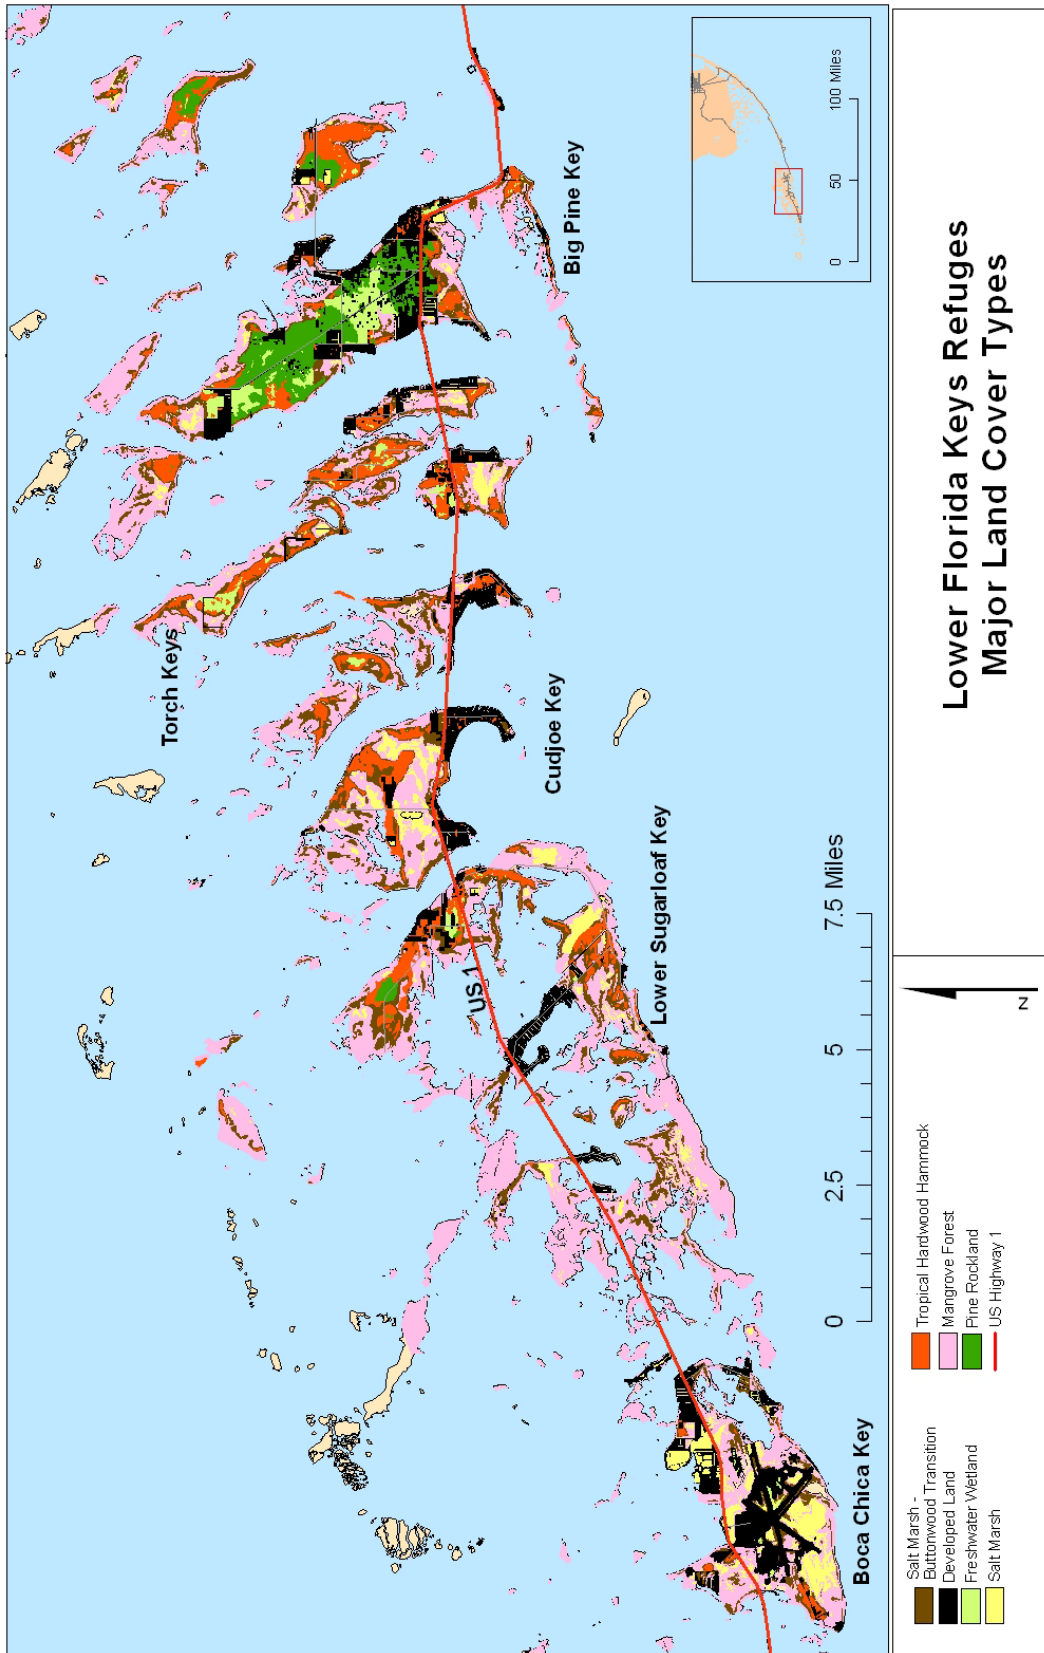 Lower Florida Keys Refuges
Major Land Cover Types
Torch Keys
Big Pine Key
Cudjoe Key
US 1
Lower Sugarloaf Key
Boca Chica Key
0
2.5
5
7.5 Miles
0
50
100 Miles
Salt Marsh -
Buttonwood Transition
Developed Land
Freshwater Wetland
Salt Marsh
Tropical Hardwood Hammock
Mangrove Forest
Pine Rockland
US Highway 1
N